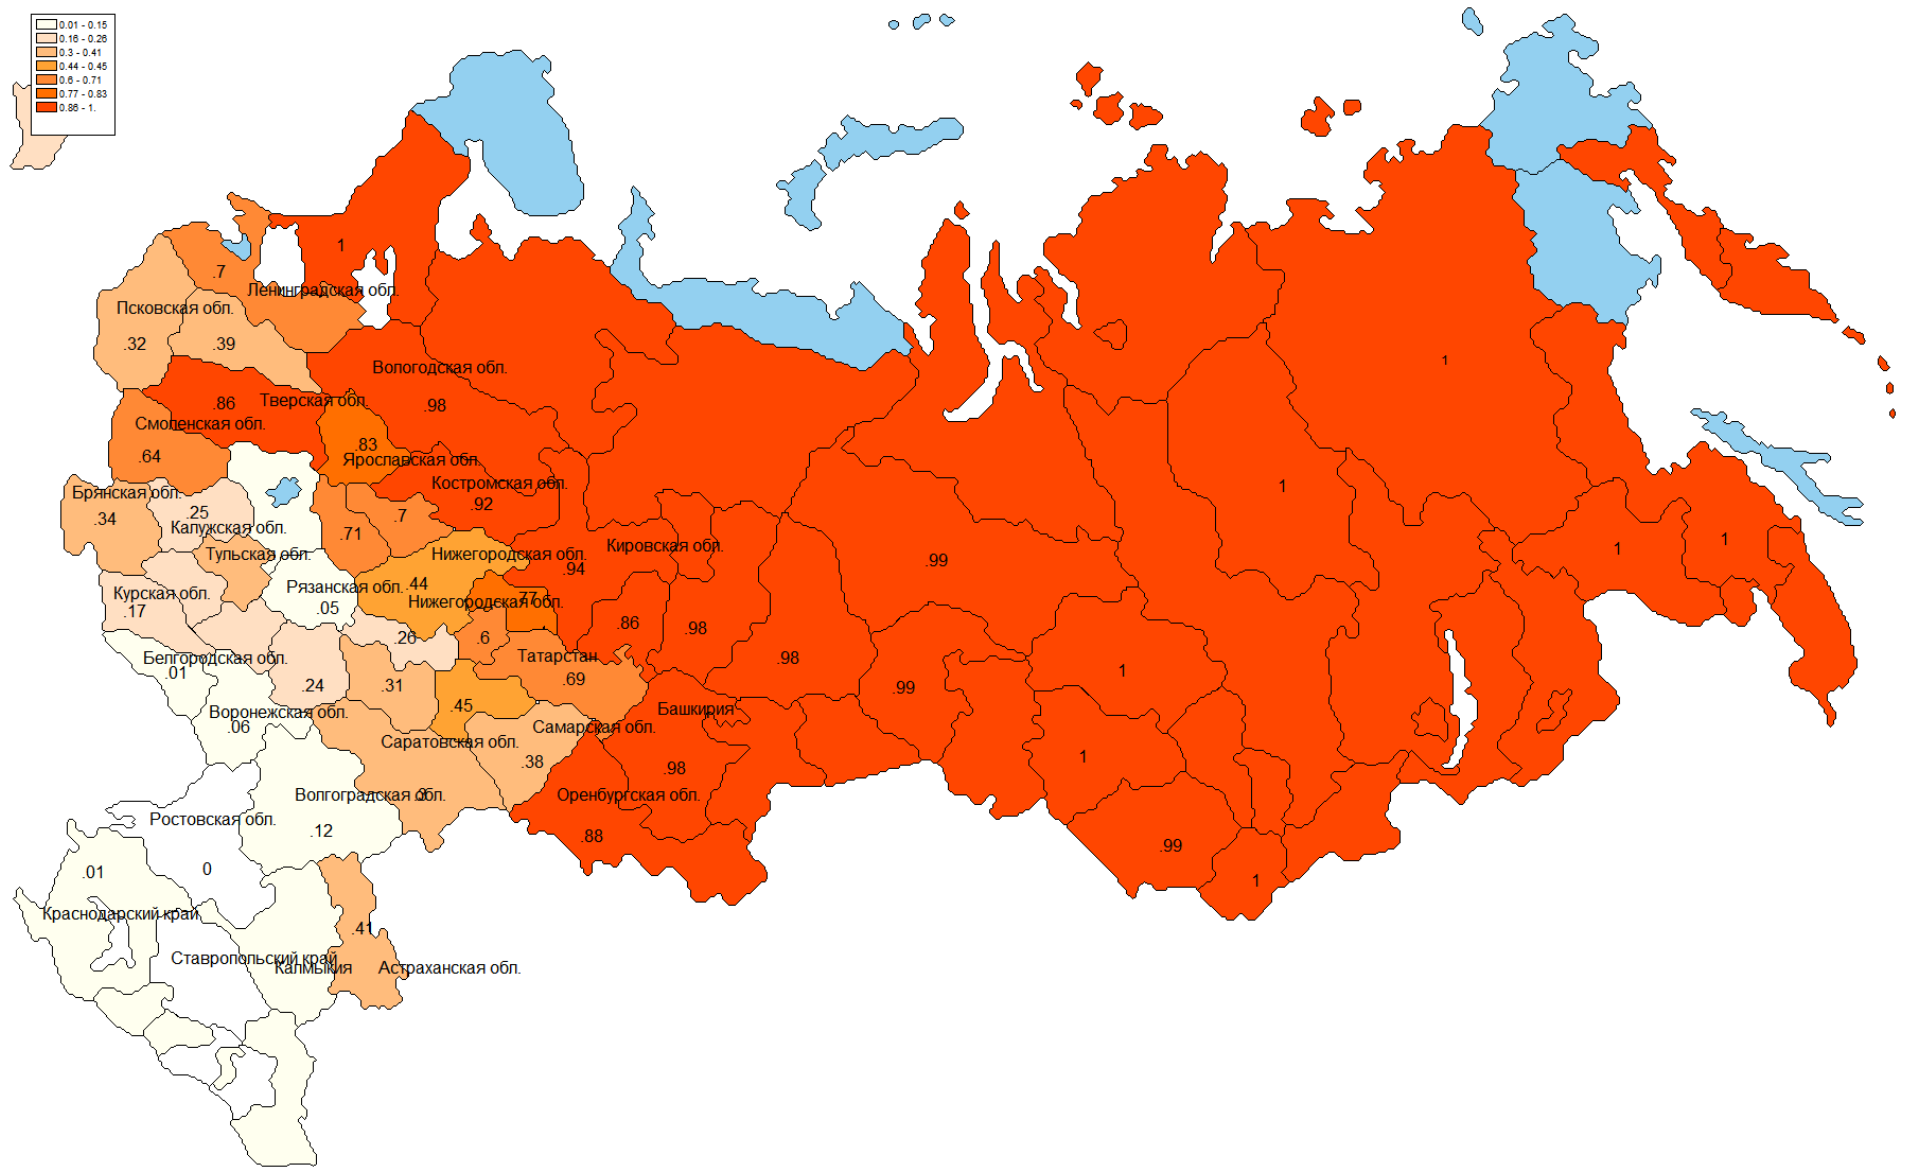 0.01 - 0.15
0.16 - 0.26
0.3 - 0.41
0.44 - 0.45
0.6 - 0.71
0.77 - 0.83
0.86 - 1.
1
.7
Ленинградская обл.
Псковская обл.
.32
.39
1
Вологодская обл.
.86
Тверская обл.
.98
Смоленская обл.
.64
.83
Ярославская обл.
Костромская обл.
.92
1
Брянская обл.
.34
.25
Калужская обл.
.7
.71
1
1
Тульская обл.
Нижегородская обл.
.94
Кировская обл.
.99
Рязанская обл.
.05
.44
Курская обл.
.17
Нижегородская обл.
.77
.86
.98
.26
.6
Белгородская обл.
.01
Татарстан
.69
.98
1
.24
.31
.99
Воронежская обл.
.06
.45
Башкирия
Самарская обл.
Саратовская обл.
.38
.98
1
Волгоградская обл.
.3
Оренбургская обл.
Ростовская обл.
.12
.88
.99
0
.01
1
Краснодарский край
.41
Ставропольский край
Калмыкия
Астраханская обл.